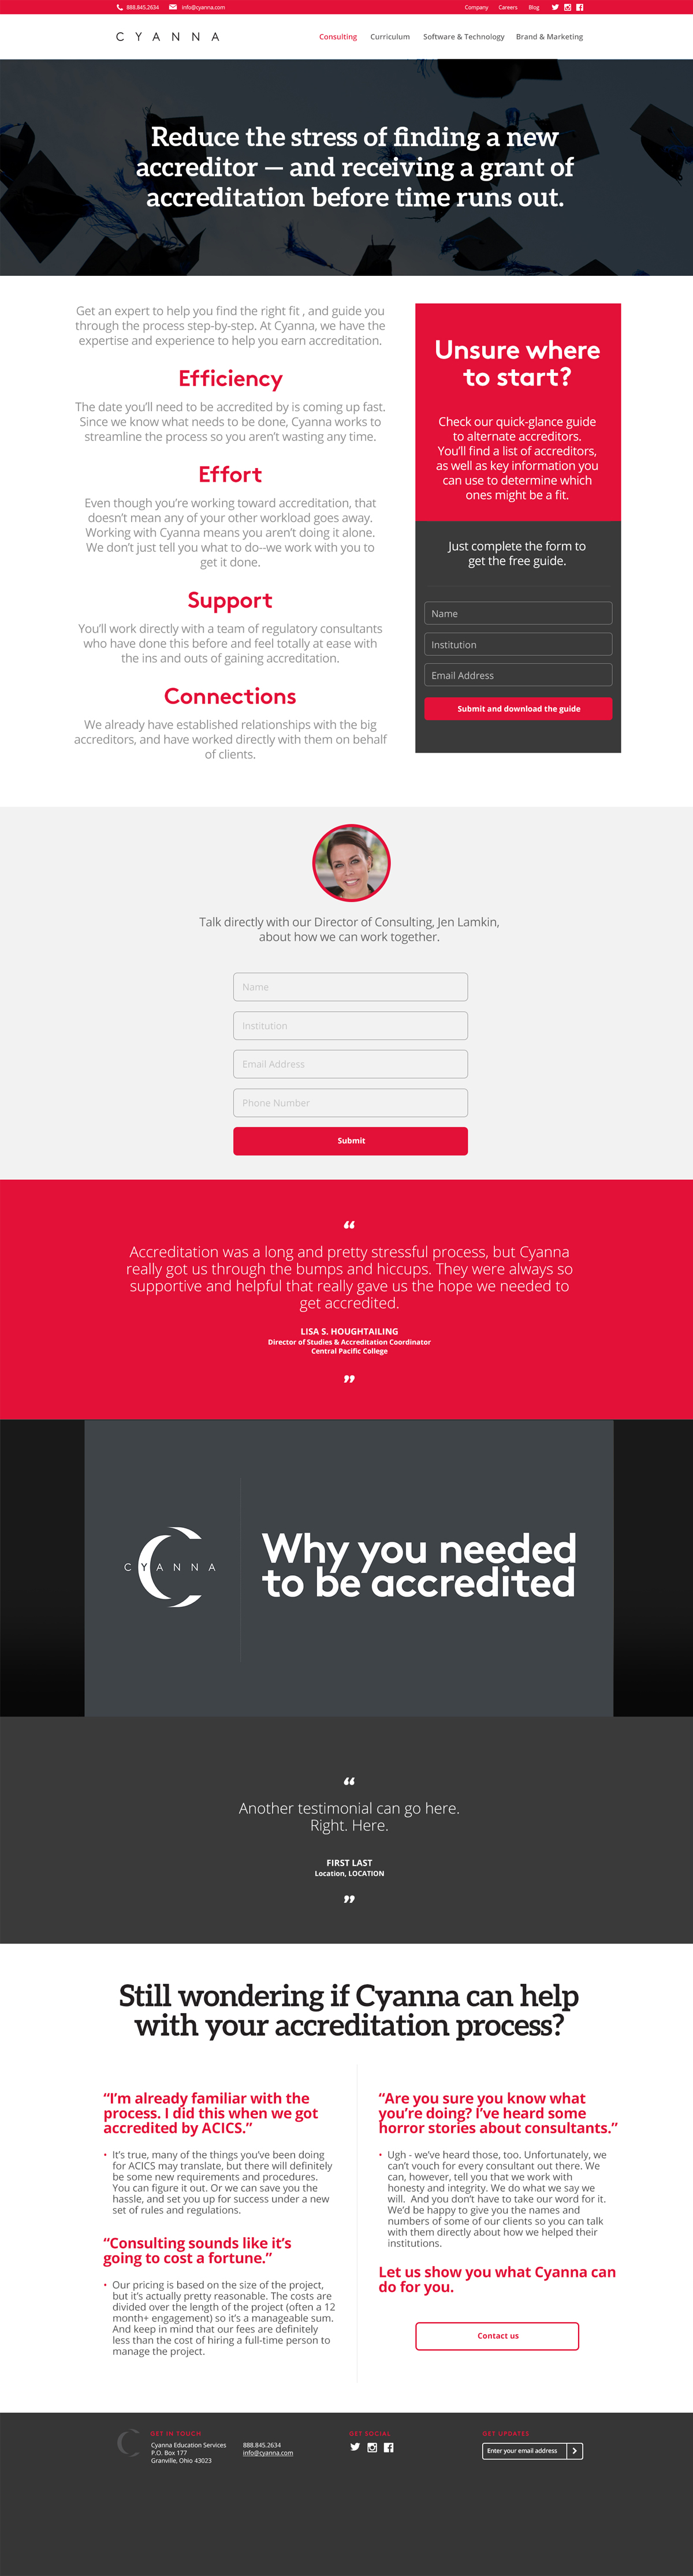 888.845.2634 info@cyanna.com Company Careers Blog
CYANNA Consulting Curriculum Software & Technology Brand & Marketing
Reduce the stress of finding a new
accreditor — and receiving a grant of
accreditation before time runs out.
Get an expert to help you find the right fit , and guide you
through the process step-by-step. At Cyanna, we have the
expertise and experience to help you earn accreditation.
Efficiency
The date you'll need to be accredited by is coming up fast.
Since we know what needs to be done, Cyanna works to
streamline the process so you aren't wasting any time.
Effort
Even though you're working toward accreditation, that
doesn't mean any of your other workload goes away.
Working with Cyanna means you aren't doing it alone.
We don't just tell you what to do--we work with you to
get it done.
Support
You'll work directly with a team of regulatory consultants
who have done this before and feel totally at ease with
the ins and outs of gaining accreditation.
Connections
We already have established relationships with the big
accreditors, and have worked directly with them on behalf
of clients.
Unsure where
to start?
Check our quick-glance guide
to alternate accreditors.
You'll find a list of accreditors,
as well as key information you
can use to determine which
ones might be a fit.
Just complete the form to
get the free guide.
Name
Institution
Email Address
Submit and download the guide
Talk directly with our Director of Consulting, Jen Lamkin,
about how we can work together.
Name
Institution
Email Address
Phone Number
Submit
“
Accreditation was a long and pretty stressful process, but Cyanna
really got us through the bumps and hiccups. They were always so
supportive and helpful that really gave us the hope we needed to
get accredited.
LISA S. HOUGHTAILING
Director of Studies & Accreditation Coordinator
Central Pacific College
”
CYANNA
Why you needed
to be accredited
“
Another testimonial can go here.
Right. Here.
FIRST LAST
Location, LOCATION
”
Still wondering if Cyanna can help
with your accreditation process?
“I'm already familiar with the
process. I did this when we got
accredited by ACICS.”
• It's true, many of the things you've been doing
for ACICS may translate, but there will definitely
be some new requirements and procedures.
You can figure it out. Or we can save you the
hassle, and set you up for success under a new
set of rules and regulations.
“Consulting sounds like it's
going to cost a fortune.”
• Our pricing is based on the size of the project,
but it's actually pretty reasonable. The costs are
divided over the length of the project (often a 12
month+ engagement) so it's a manageable sum.
And keep in mind that our fees are definitely
less than the cost of hiring a full-time person to
manage the project.
“Are you sure you know what
you're doing? I've heard some
horror stories about consultants.”
• Ugh - we've heard those, too. Unfortunately, we
can't vouch for every consultant out there. We
can, however, tell you that we work with
honesty and integrity. We do what we say we
will. And you don't have to take our word for it.
We'd be happy to give you the names and
numbers of some of our clients so you can talk
with them directly about how we helped their
institutions.
Let us show you what Cyanna can
do for you.
Contact us
GET IN TOUCH
Cyanna Education Services
P.O. Box 177
Granville, Ohio 43023
888.845.2634
info@cyanna.com
GET SOCIAL
GET UPDATES
Enter your email address